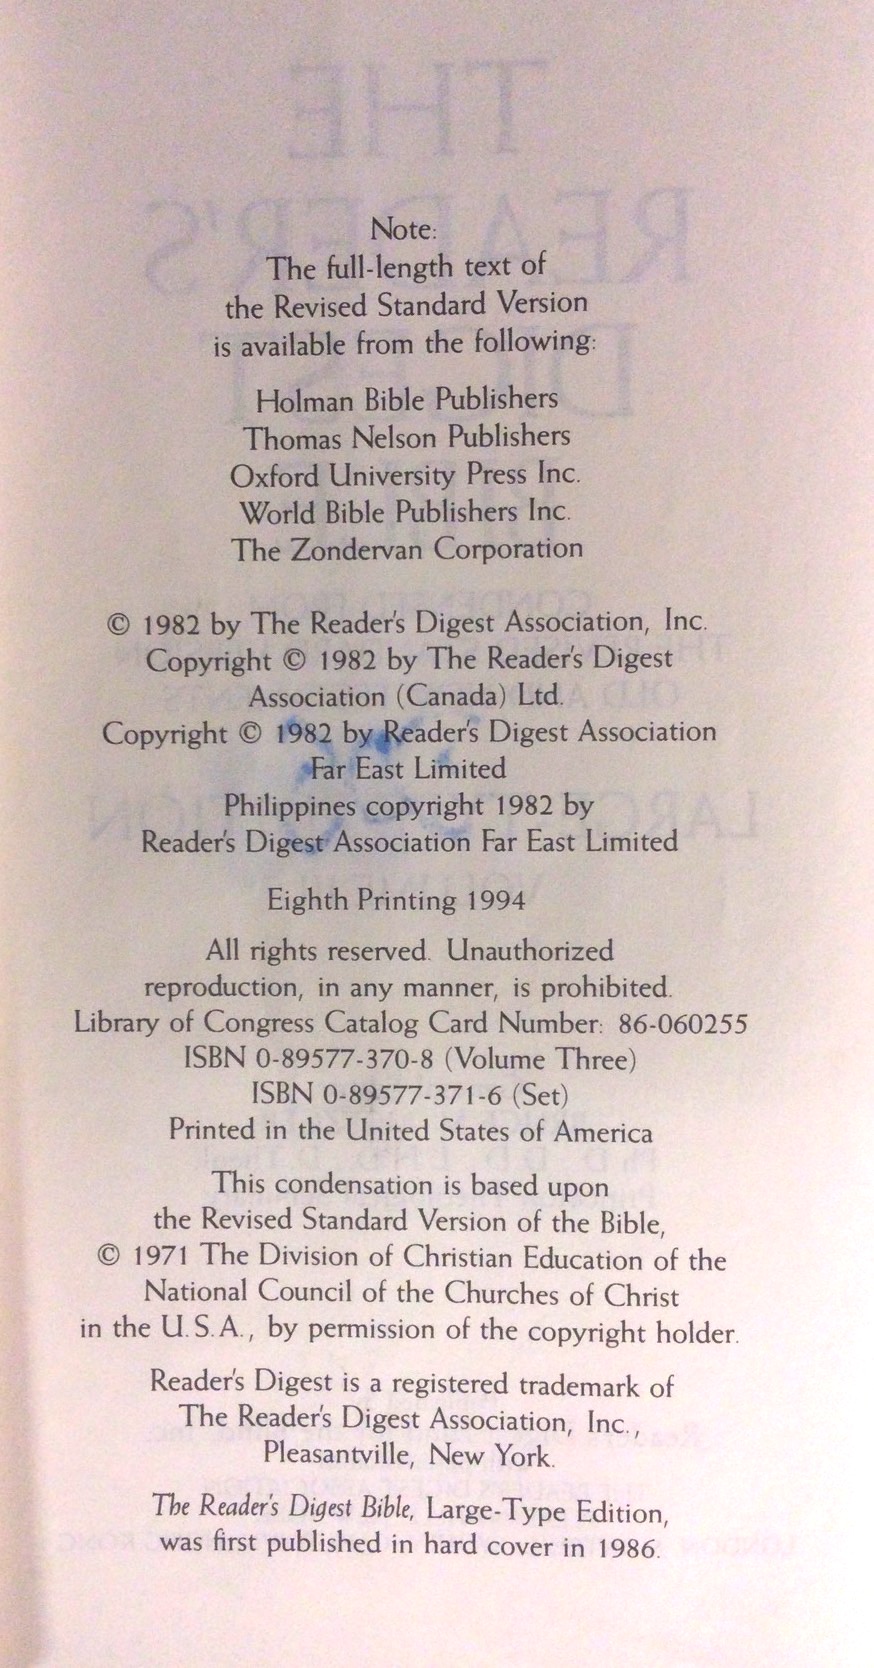 Note:
The full-length text of
the Revised Standard Version
is available from the following:
Holman Bible Publishers
Thomas Nelson Publishers
Oxford University Press Inc.
World Bible Publishers Inc.
The Zondervan Corporation
© 1982 by The Reader's Digest Association, Inc.
Copyright © 1982 by The Reader's Digest
Association (Canada) Ltd.
Copyright © 1982 by Reader's Digest Association
Far East Limited
Philippines copyright 1982 by
Reader's Digest Association Far East Limited
Eighth Printing 1994
All rights reserved. Unauthorized
reproduction, in any manner, is prohibited.
Library of Congress Catalog Card Number: 86-060255
ISBN 0-89577-370-8 (Volume Three)
ISBN 0-89577-371-6 (Set)
Printed in the United States of America
This condensation is based upon
the Revised Standard Version of the Bible,
© 1971 The Division of Christian Education of the
National Council of the Churches of Christ
in the U.S.A., by permission of the copyright holder.
Reader's Digest is a registered trademark of
The Reader's Digest Association, Inc.,
Pleasantville, New York.
The Reader's Digest Bible, Large-Type Edition,
was first published in hard cover in 1986.